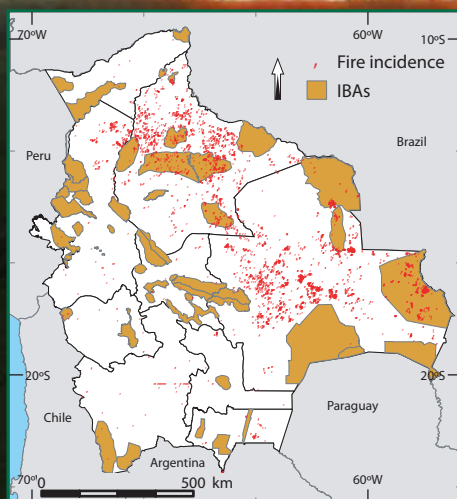 70°W
60°W
10°S
Fire incidence
IBAs
Brazil
Peru
20°S
20°S
Chile
Paraguay
Argentina
70°W
0 500 km
60°W